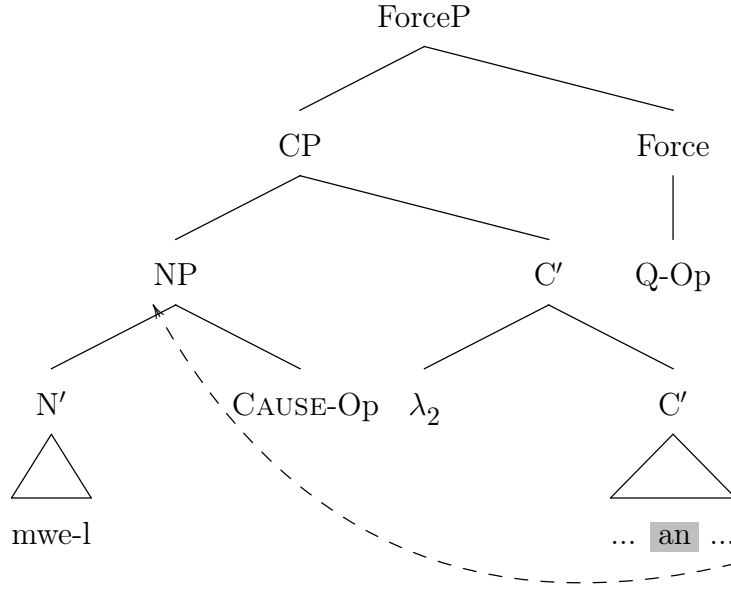 ForceP
CP Force
NP C′ Q-Op
N′ CAUSE-Op λ₂ C′
mwe-l ... an ...